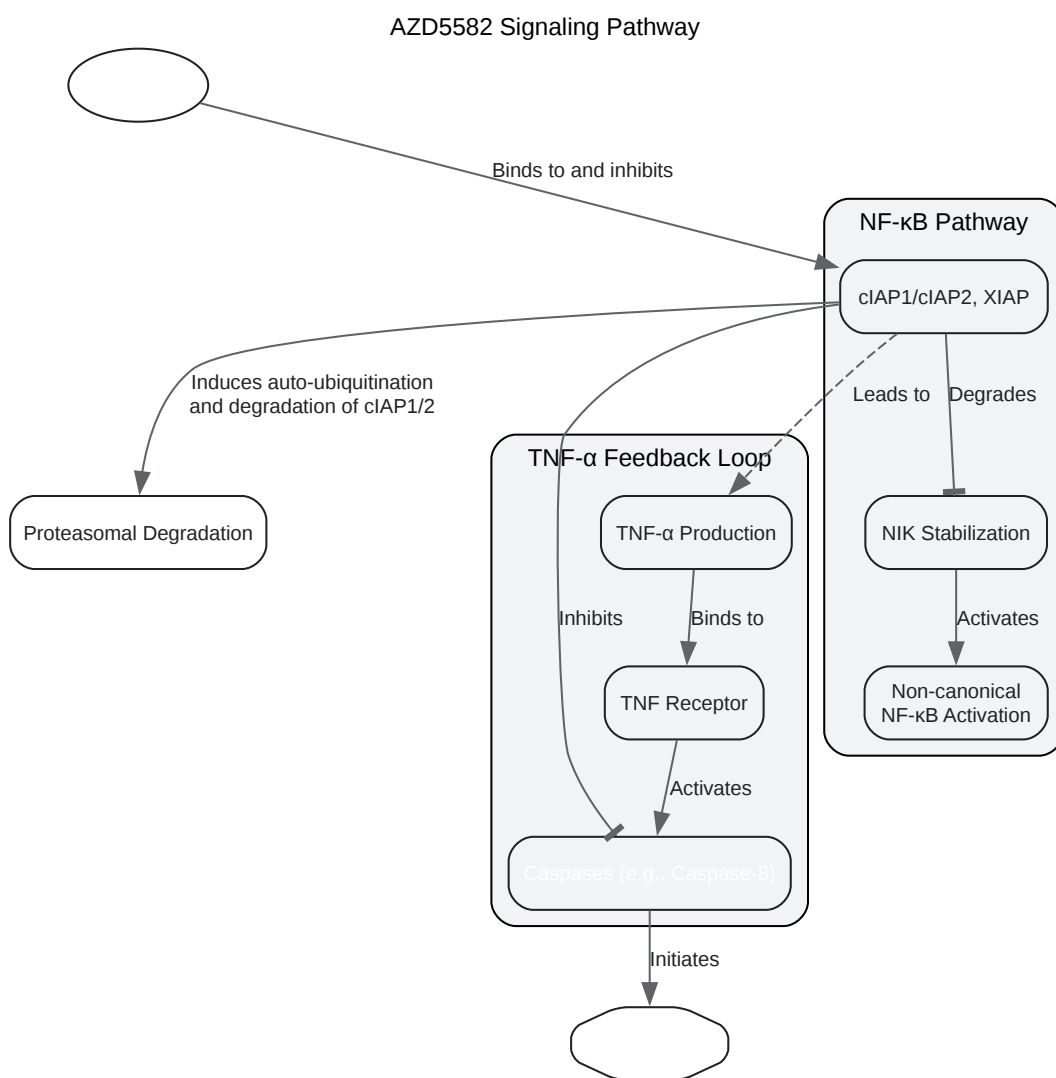 AZD5582 Signaling Pathway
Binds to and inhibits
NF-κB Pathway
cIAP1/cIAP2, XIAP
Induces auto-ubiquitination
and degradation of cIAP1/2
Leads to
Degrades
TNF-α Feedback Loop
Proteasomal Degradation
TNF-α Production
NIK Stabilization
Inhibits
Binds to
Activates
TNF Receptor
Non-canonical
NF-κB Activation
Activates
Caspases (e.g., Caspase-8)
Initiates